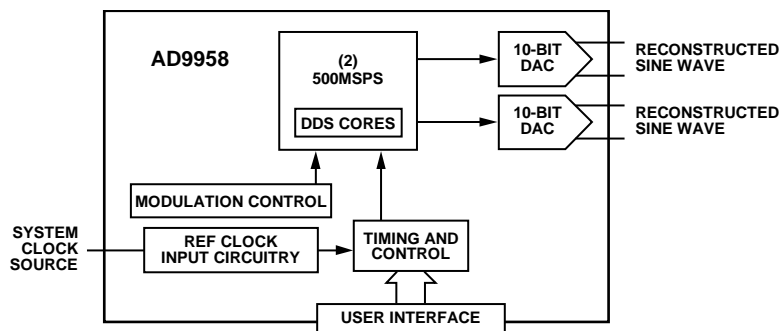 AD9958
(2)
500MSPS
DDS CORES
10-BIT
DAC
RECONSTRUCTED
SINE WAVE
10-BIT
DAC
RECONSTRUCTED
SINE WAVE
MODULATION CONTROL
SYSTEM
CLOCK
SOURCE
REF CLOCK
INPUT CIRCUITRY
TIMING AND
CONTROL
USER INTERFACE